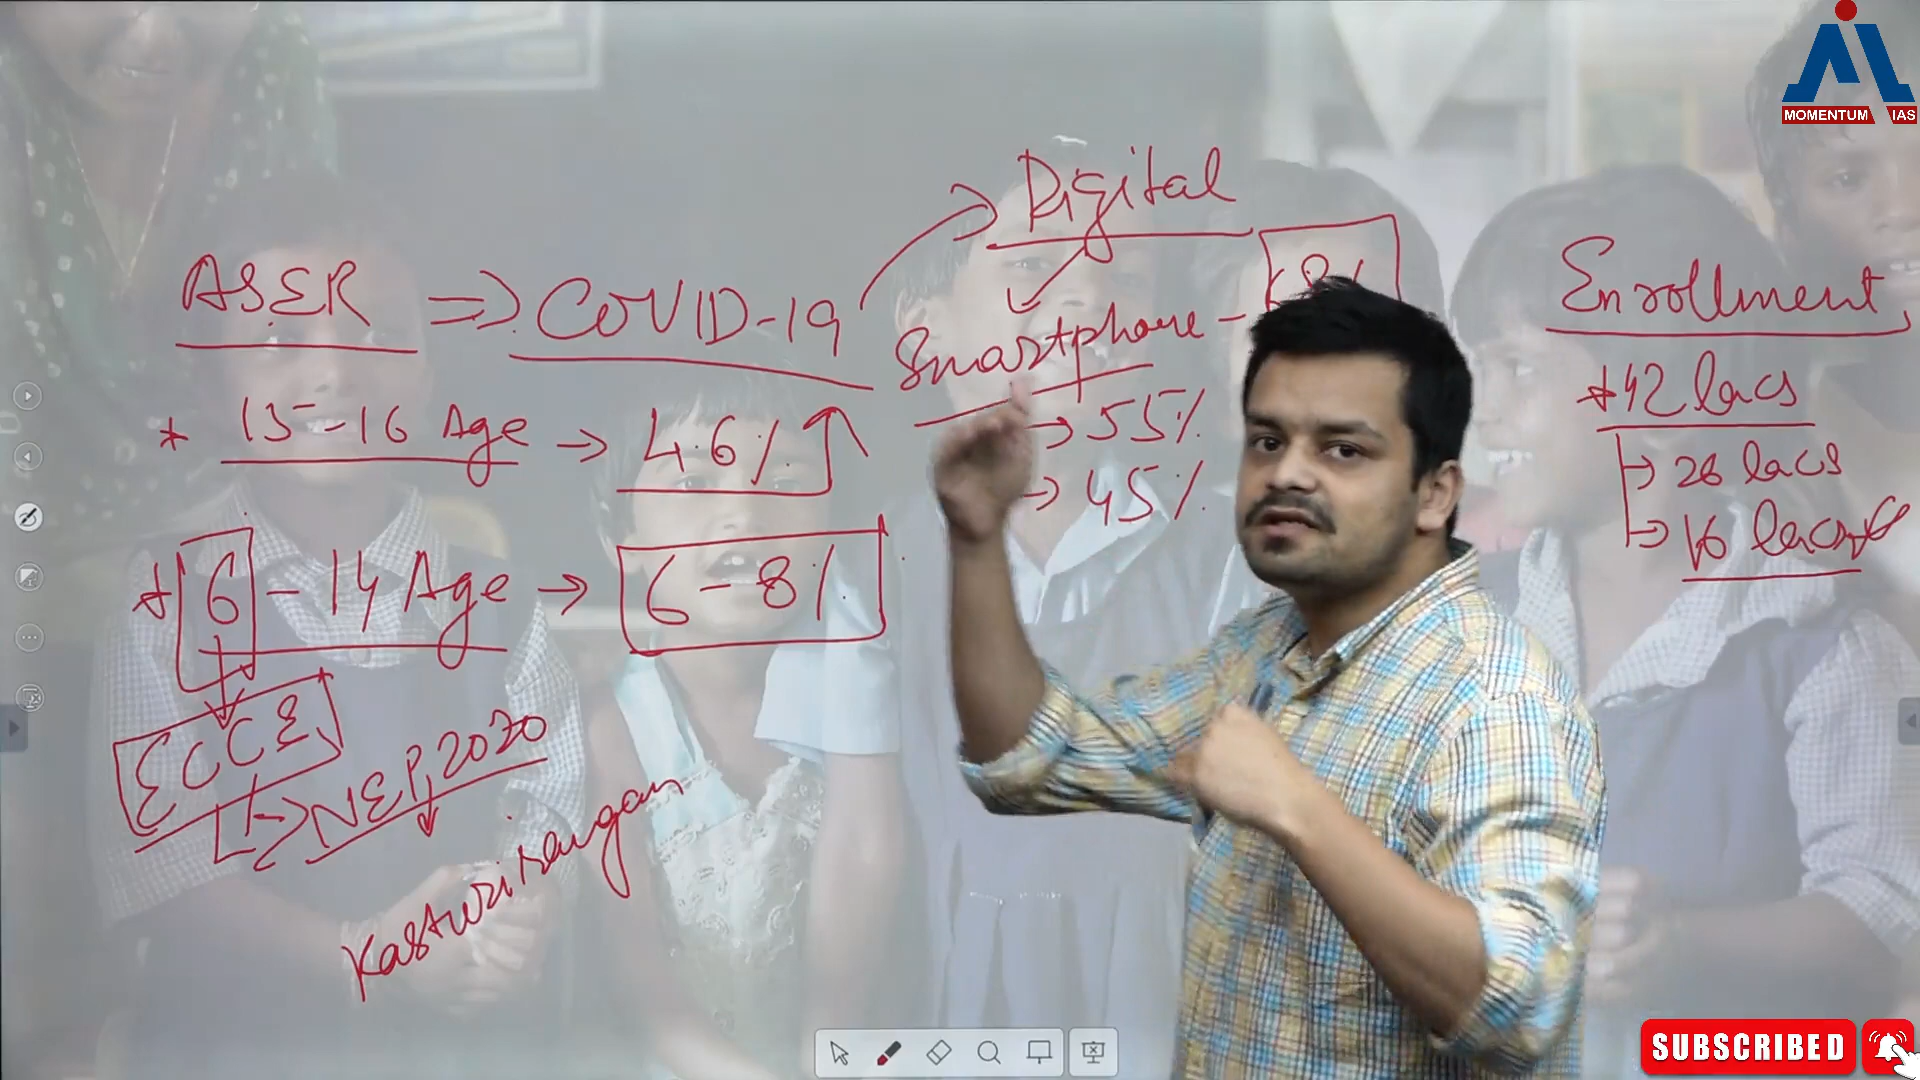 MOMENTUM IAS
Digital
ASER ⇒ COVID-19
Smartphone -
Enrollment
* 15-16 Age → 4.6%
→ 55%
→ 45%
42 lacs
→ 26 lacs
→ 16 lacs
6-14 Age → 6-8%
ECCE
→ NEP, 2020
Kasturirangan
SUBSCRIBED